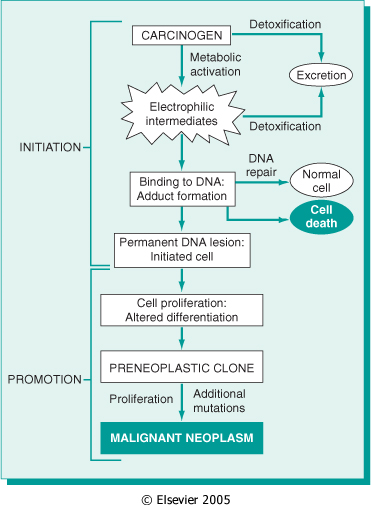 CARCINOGEN
Detoxification
Metabolic
activation
Excretion
Electrophilic
intermediates
Detoxification
INITIATION
DNA
repair
Binding to DNA:
Adduct formation
Normal
cell
Cell
death
Permanent DNA lesion:
Initiated cell
Cell proliferation:
Altered differentiation
PROMOTION
PRENEOPLASTIC CLONE
Proliferation
Additional
mutations
MALIGNANT NEOPLASM
© Elsevier 2005